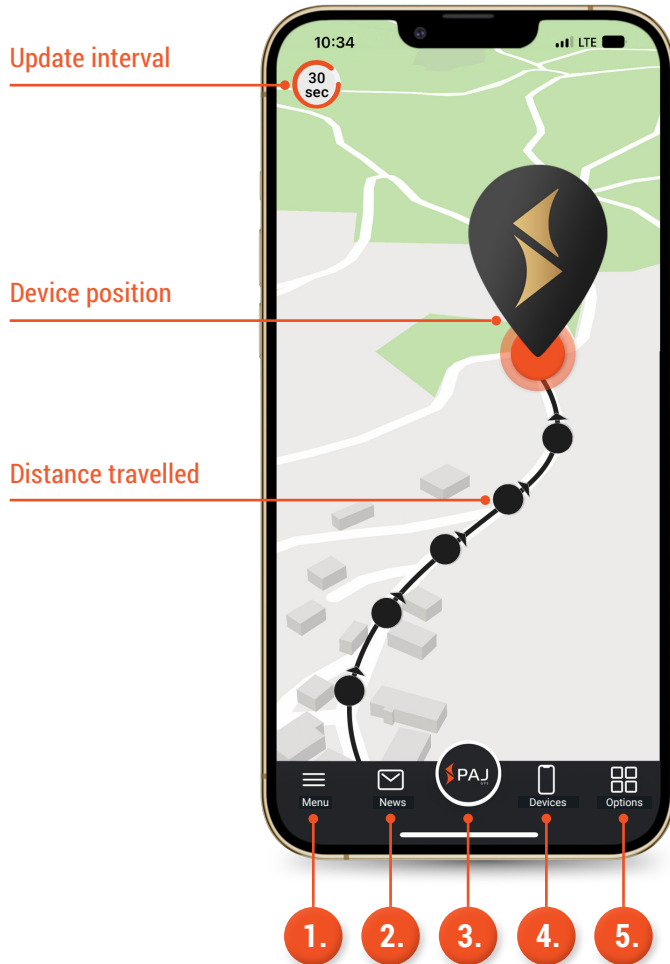 Update interval
Device position
Distance travelled
10:34
LTE
30
sec
PAJ
Menu
News
Devices
Options
1.
2.
3.
4.
5.